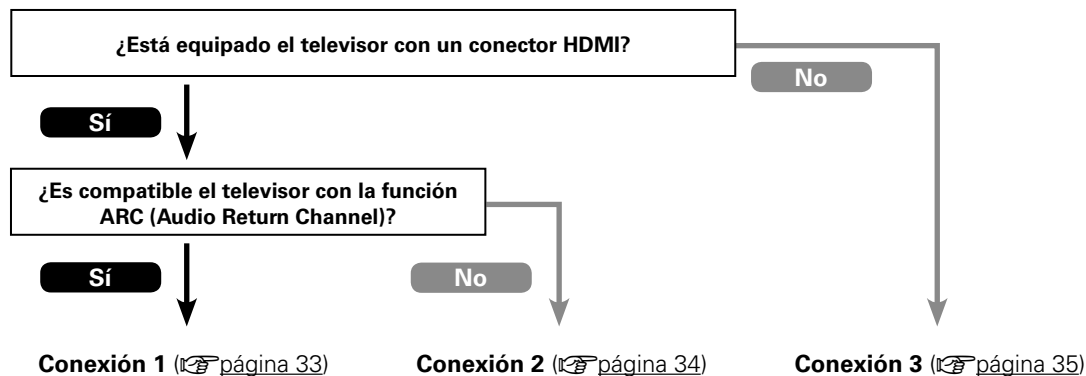 ¿Está equipado el televisor con un conector HDMI?
No
Sí
¿Es compatible el televisor con la función
ARC (Audio Return Channel)?
Sí
No
Conexión 1 (☞página 33)
Conexión 2 (☞página 34)
Conexión 3 (☞página 35)